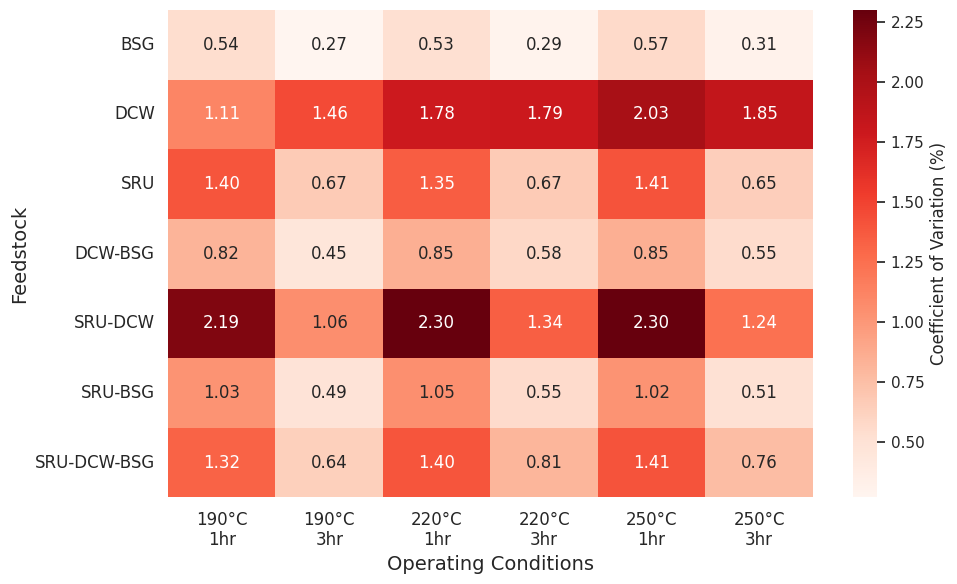 BSG 0.54 0.27 0.53 0.29 0.57 0.31
DCW 1.11 1.46 1.78 1.79 2.03 1.85
SRU 1.40 0.67 1.35 0.67 1.41 0.65
DCW-BSG 0.82 0.45 0.85 0.58 0.85 0.55
SRU-DCW 2.19 1.06 2.30 1.34 2.30 1.24
SRU-BSG 1.03 0.49 1.05 0.55 1.02 0.51
SRU-DCW-BSG 1.32 0.64 1.40 0.81 1.41 0.76
190°C 190°C 220°C 220°C 250°C 250°C
1hr 3hr 1hr 3hr 1hr 3hr
Operating Conditions
Feedstock
2.25
2.00
1.75
1.50
1.25
1.00
0.75
0.50
Coefficient of Variation (%)